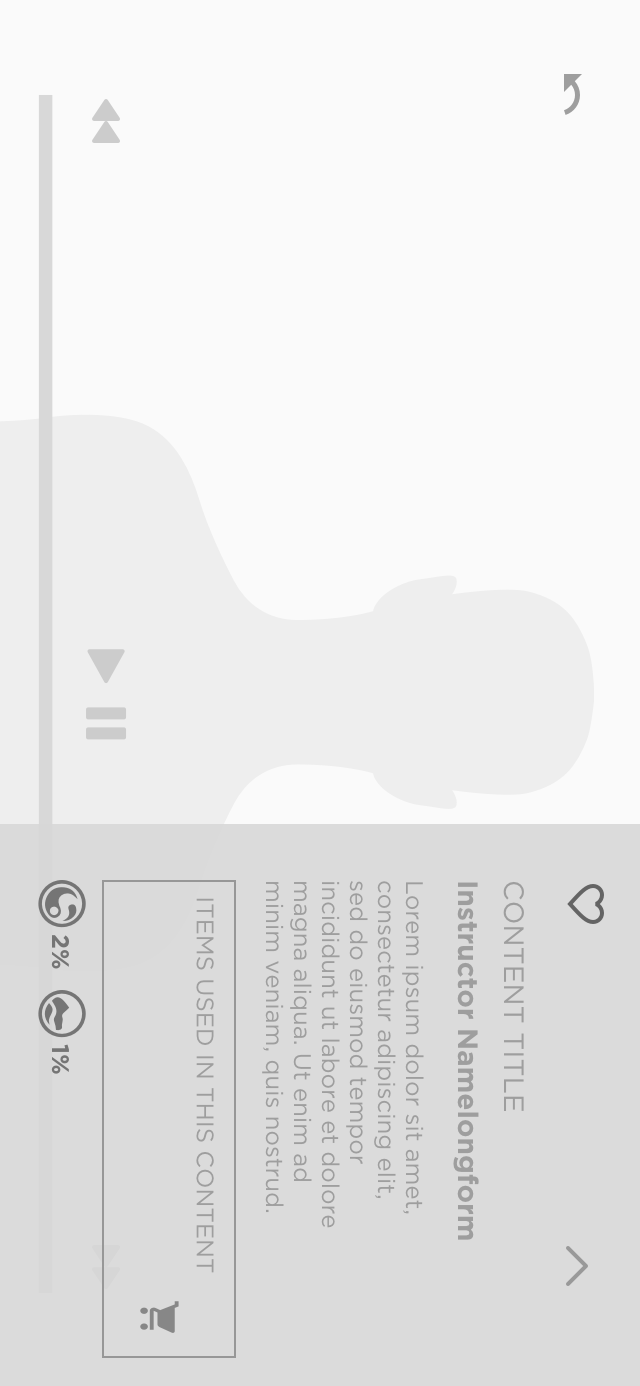 CONTENT TITLE
Instructor Namelongform
Lorem ipsum dolor sit amet,
consectetur adipiscing elit,
sed do eiusmod tempor
incididunt ut labore et dolore
magna aliqua. Ut enim ad
minim veniam, quis nostrud.
ITEMS USED IN THIS CONTENT
2% 1%